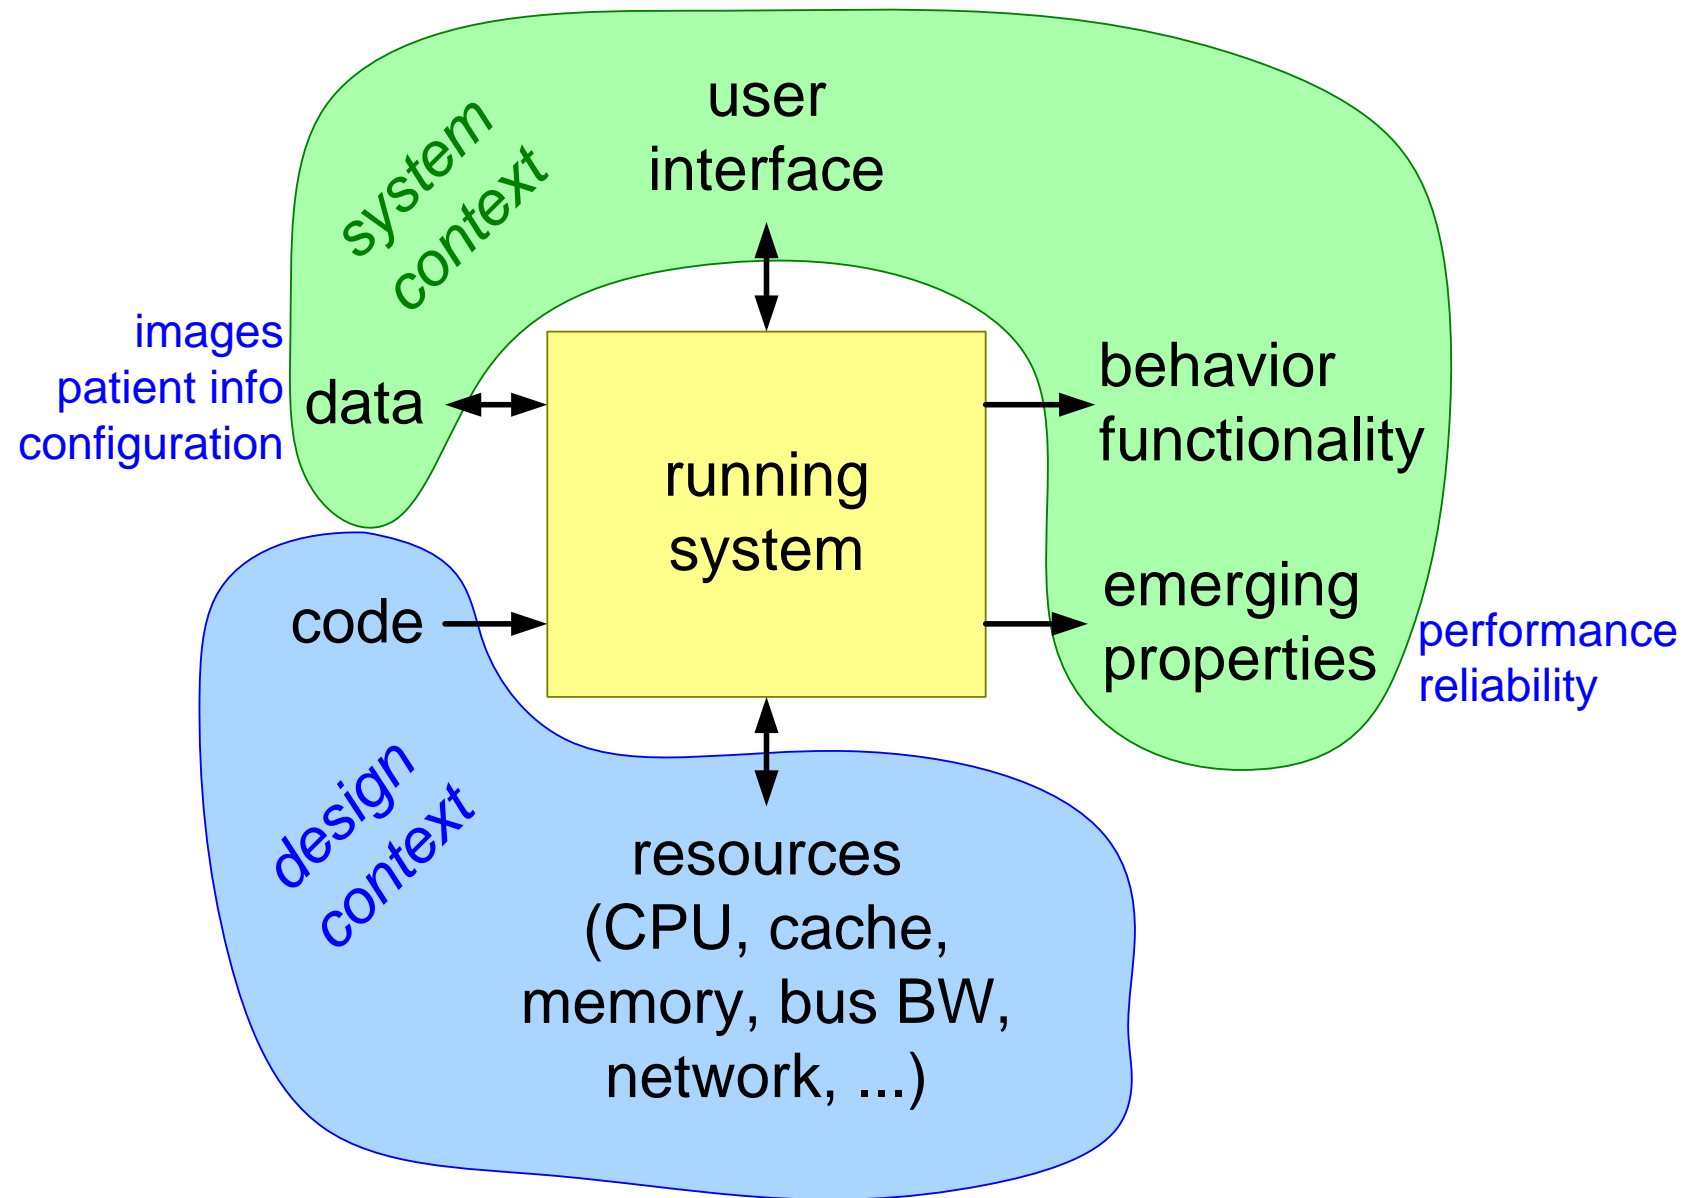 user
interface
system
context
images
patient info
configuration
data
behavior
functionality
running
system
code
emerging
properties
performance
reliability
design
context
resources
(CPU, cache,
memory, bus BW,
network, ...)